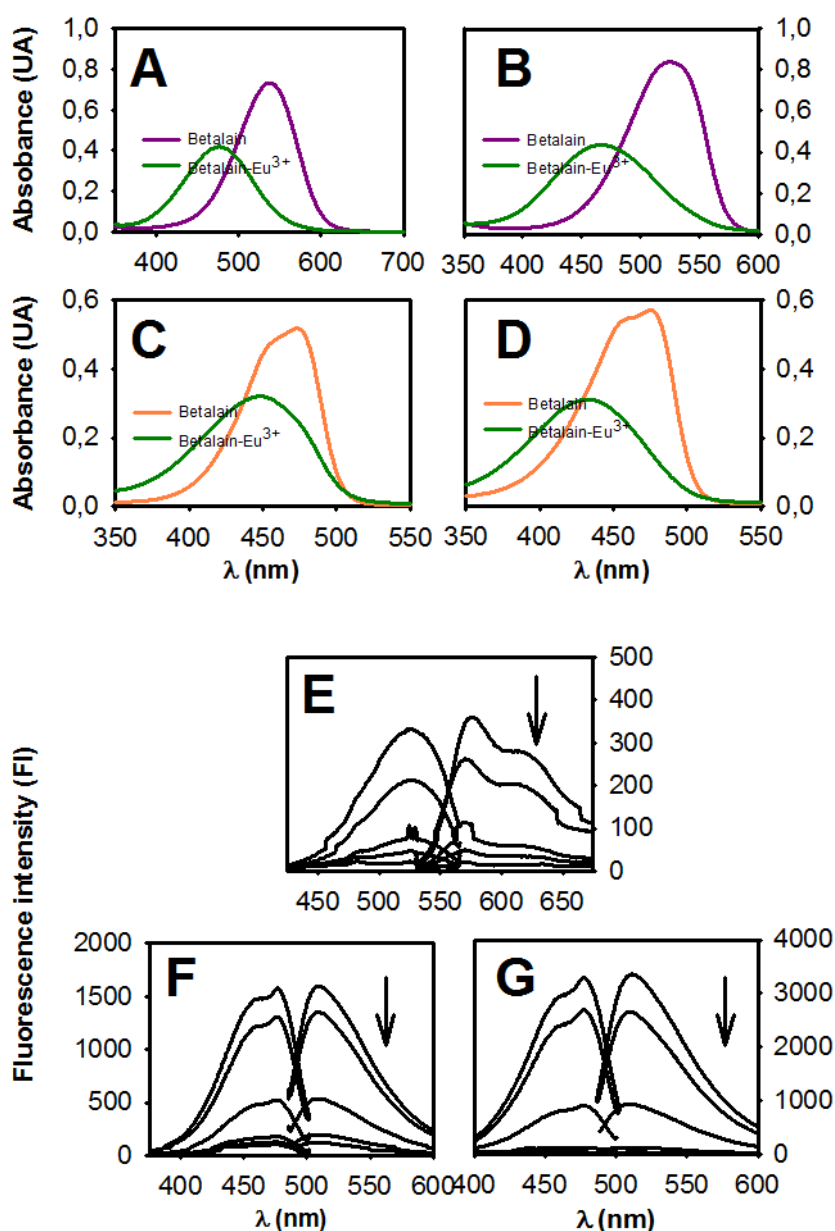 Absobance (UA)
1,0
0,8
0,6
0,4
0,2
0,0
A
Betalain
Betalain-Eu3+
400 500 600 700
B
Betalain
Betalain-Eu3+
1,0
0,8
0,6
0,4
0,2
0,0
350 400 450 500 550 600
Absorbance (UA)
0,6
0,4
0,2
0,0
C
Betalain
Betalain-Eu3+
350 400 450 500 550
λ (nm)
D
Betalain
Betalain-Eu3+
0,6
0,4
0,2
0,0
350 400 450 500 550
λ (nm)
Fluorescence intensity (FI)
E
500
400
300
200
100
0
450 500 550 600 650
2000
1500
1000
500
0
F
400 450 500 550 600
λ (nm)
G
4000
3000
2000
1000
0
400 450 500 550 600
λ (nm)